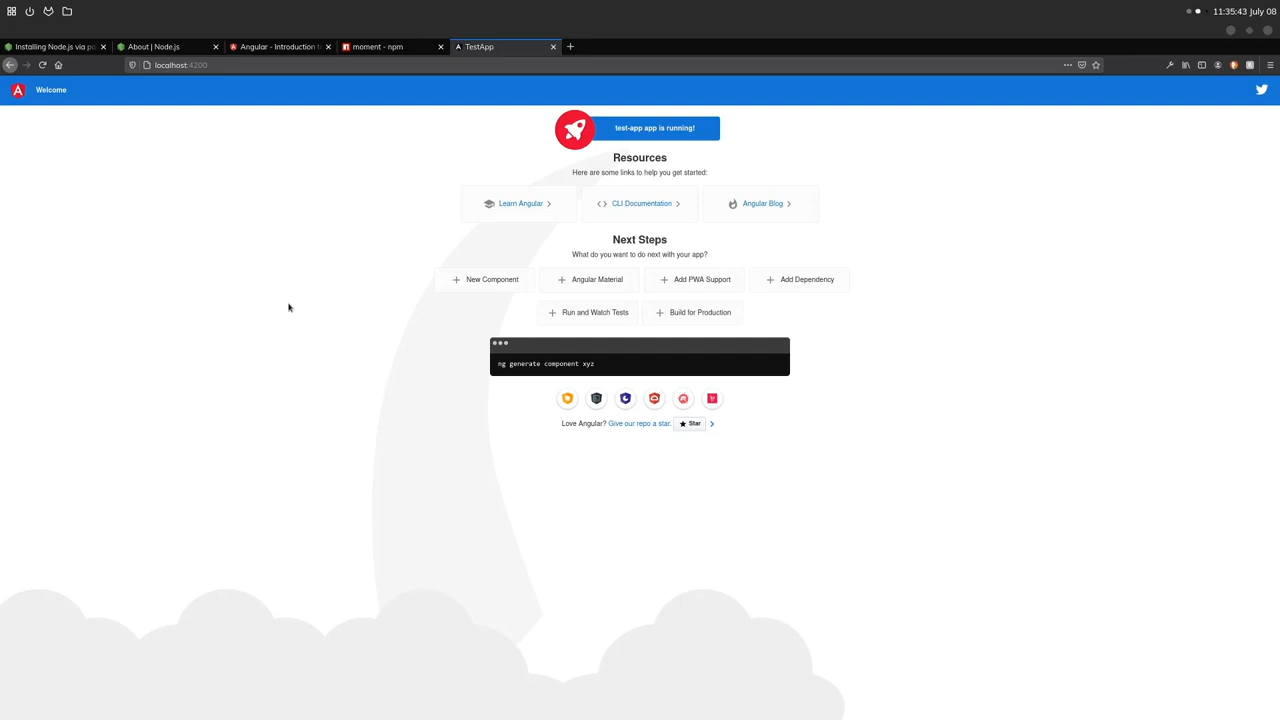 11:35:43 July 08
Installing Node.js via pa
About | Node.js
Angular - Introduction t
moment - npm
TestApp
localhost:4200
Welcome
test-app app is running!
Resources
Here are some links to help you get started:
Learn Angular
CLI Documentation
Angular Blog
Next Steps
What do you want to do next with your app?
New Component
Angular Material
Add PWA Support
Add Dependency
Run and Watch Tests
Build for Production
ng generate component xyz
Love Angular? Give our repo a star. Star